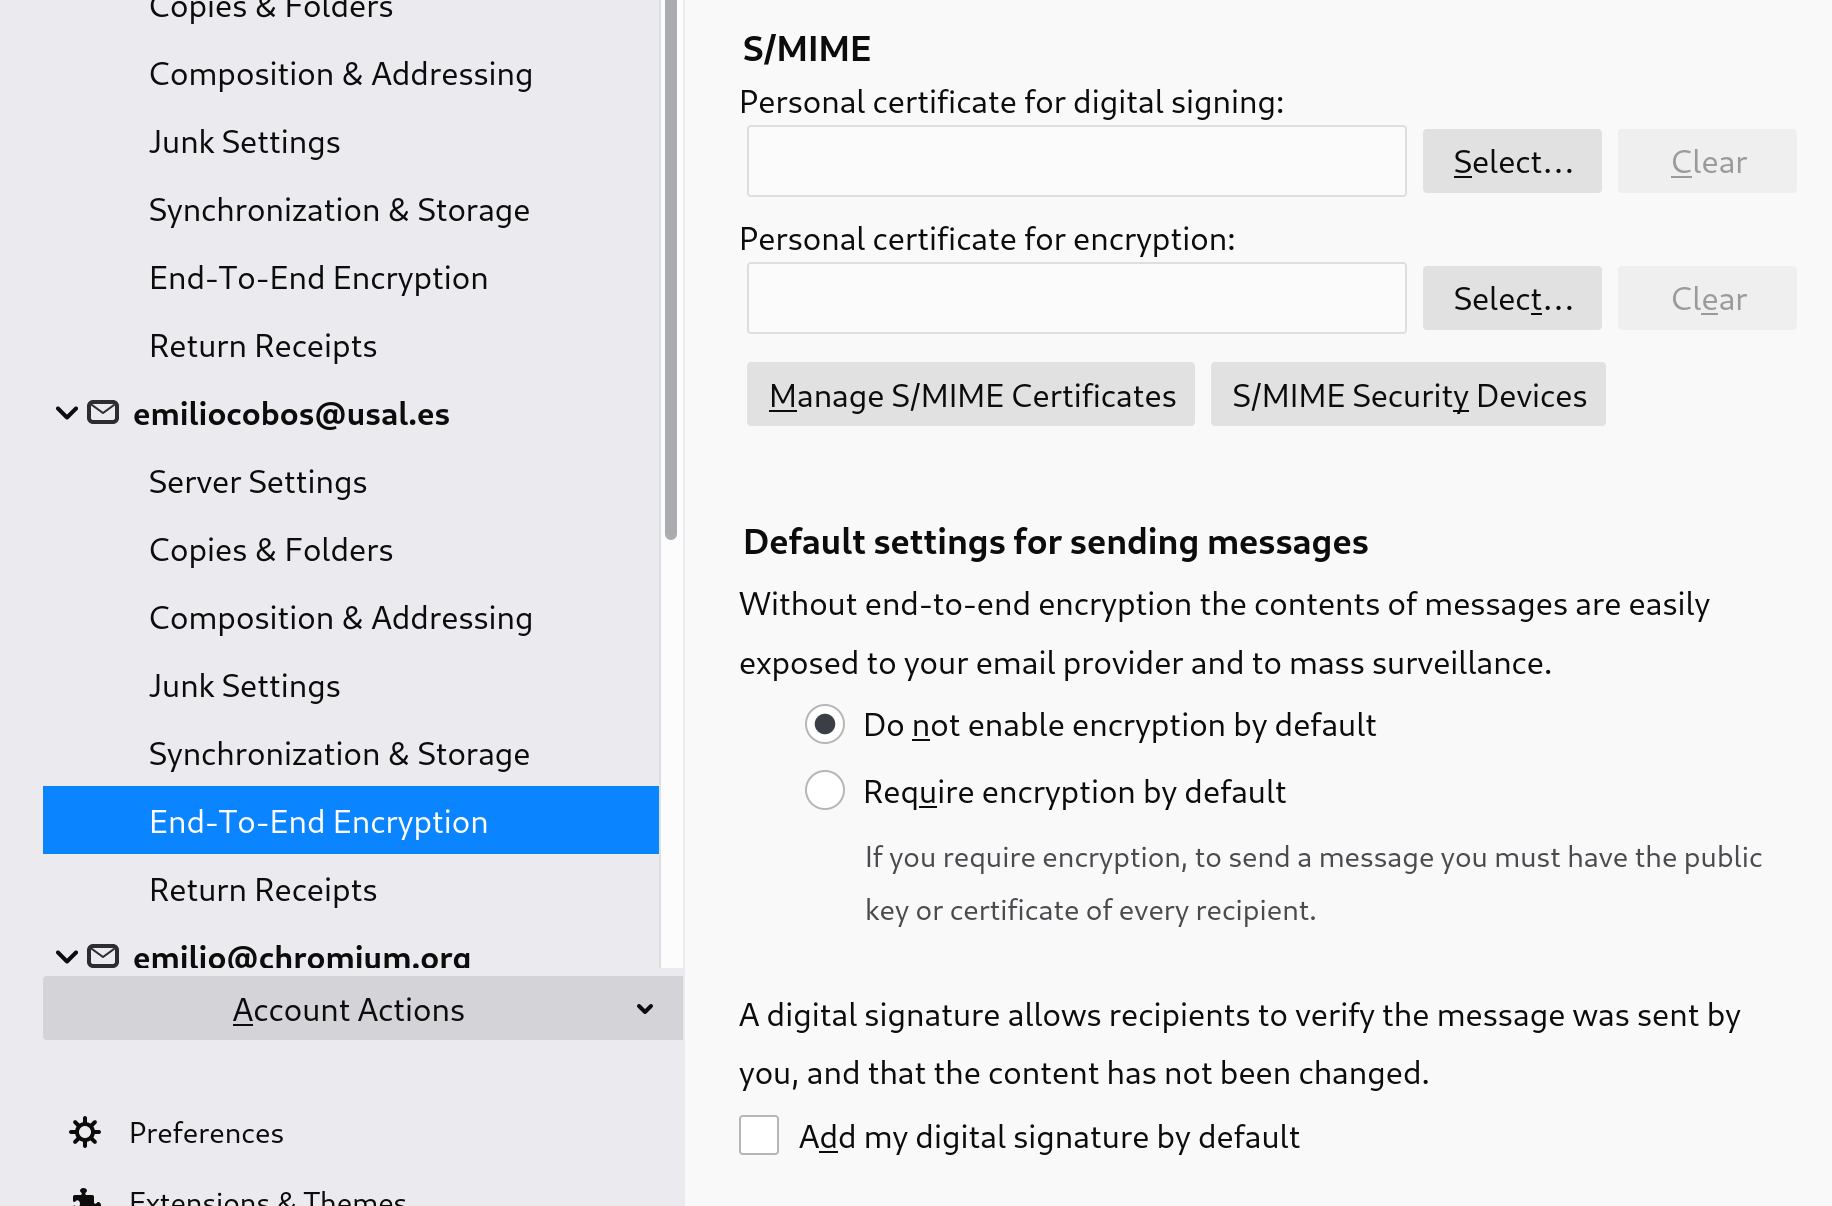 Copies & Folders
Composition & Addressing
Junk Settings
Synchronization & Storage
End-To-End Encryption
Return Receipts
emiliocobos@usal.es
Server Settings
Copies & Folders
Composition & Addressing
Junk Settings
Synchronization & Storage
End-To-End Encryption
Return Receipts
emilio@chromium.org
Account Actions
Preferences
Extensions & Themes
S/MIME
Personal certificate for digital signing:
Select... Clear
Personal certificate for encryption:
Select... Clear
Manage S/MIME Certificates S/MIME Security Devices
Default settings for sending messages
Without end-to-end encryption the contents of messages are easily
exposed to your email provider and to mass surveillance.
Do not enable encryption by default
Require encryption by default
If you require encryption, to send a message you must have the public
key or certificate of every recipient.
A digital signature allows recipients to verify the message was sent by
you, and that the content has not been changed.
Add my digital signature by default